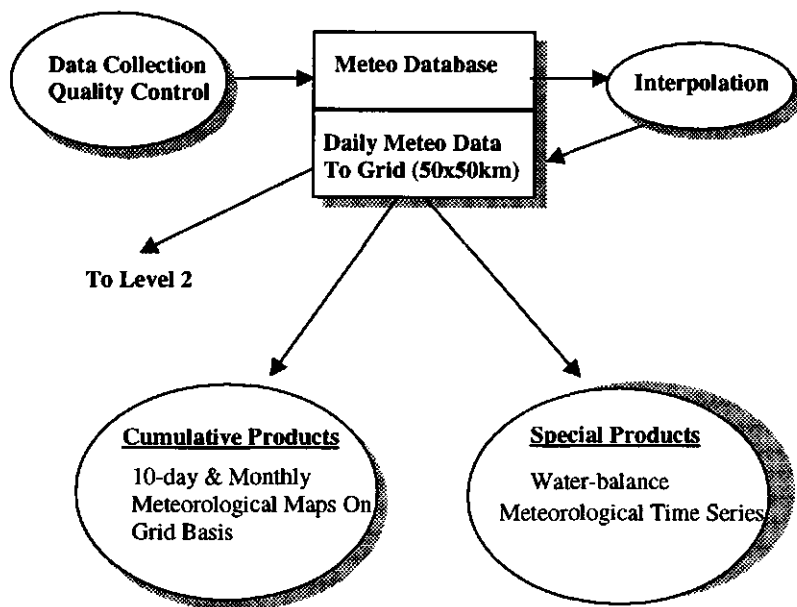 Data Collection
Quality Control
Meteo Database
Interpolation
Daily Meteo Data
To Grid (50x50km)
To Level 2
Cumulative Products
10-day & Monthly
Meteorological Maps On
Grid Basis
Special Products
Water-balance
Meteorological Time Series